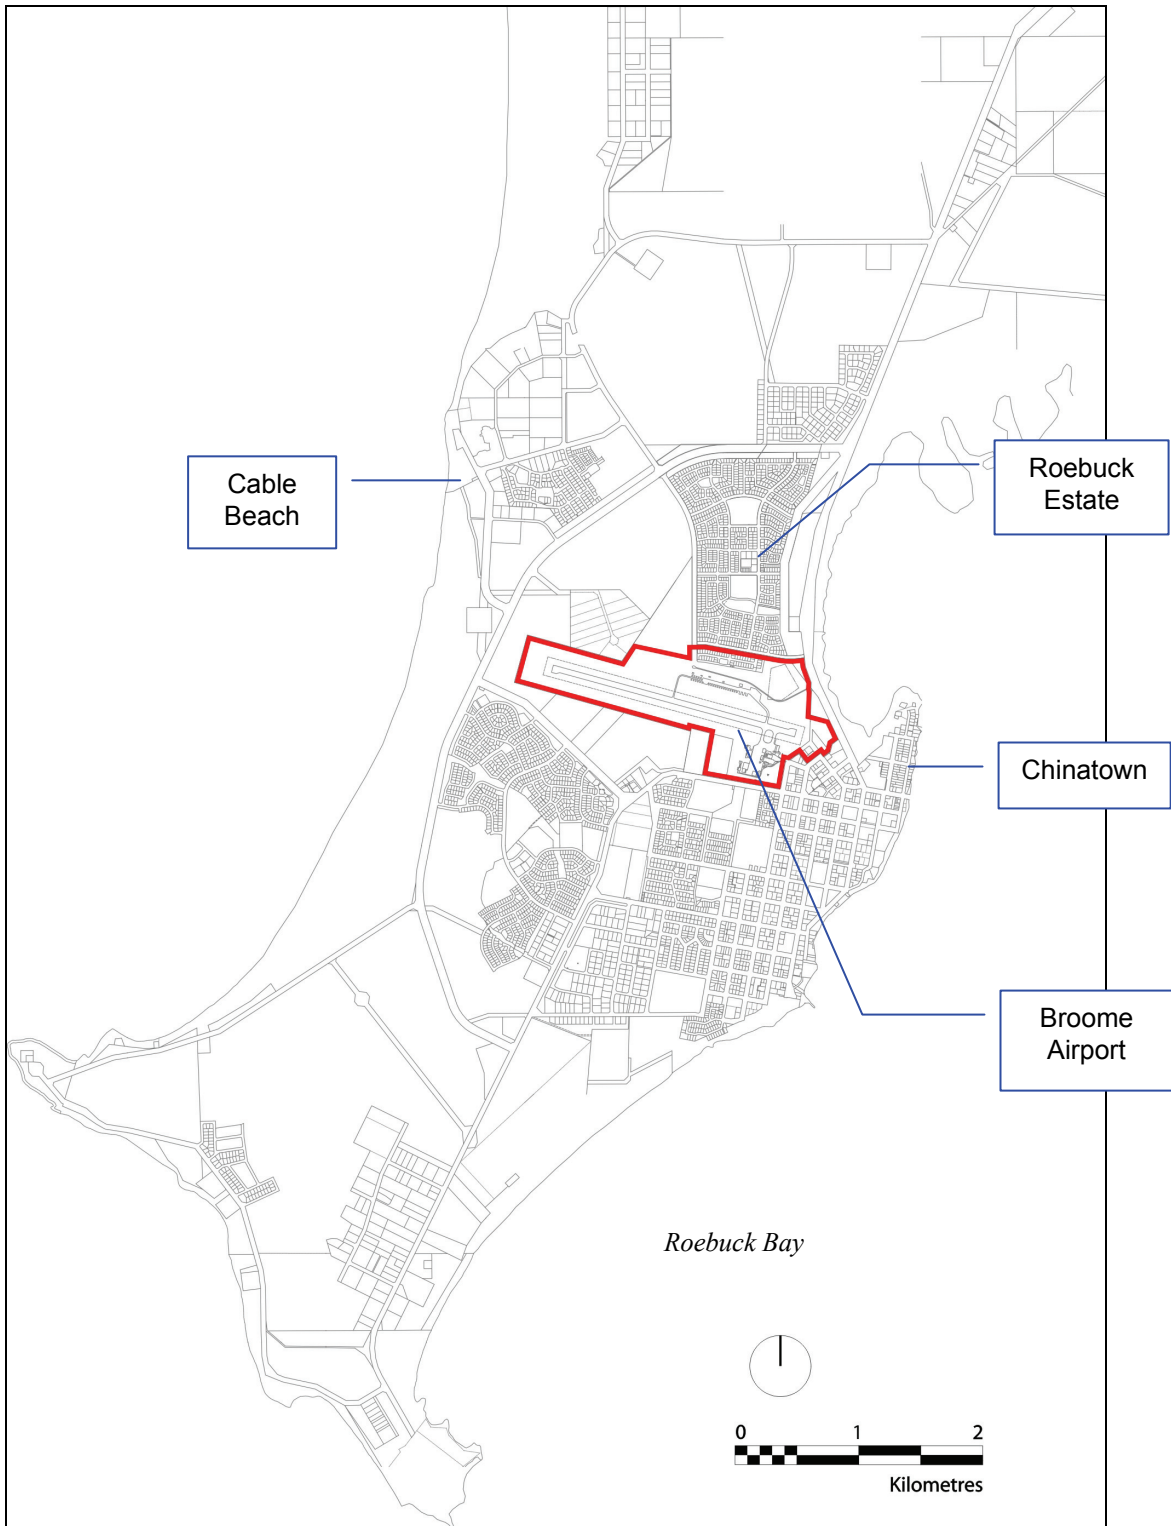 Cable
Beach
Roebuck
Estate
Chinatown
Broome
Airport
Roebuck Bay
0 1 2
Kilometres